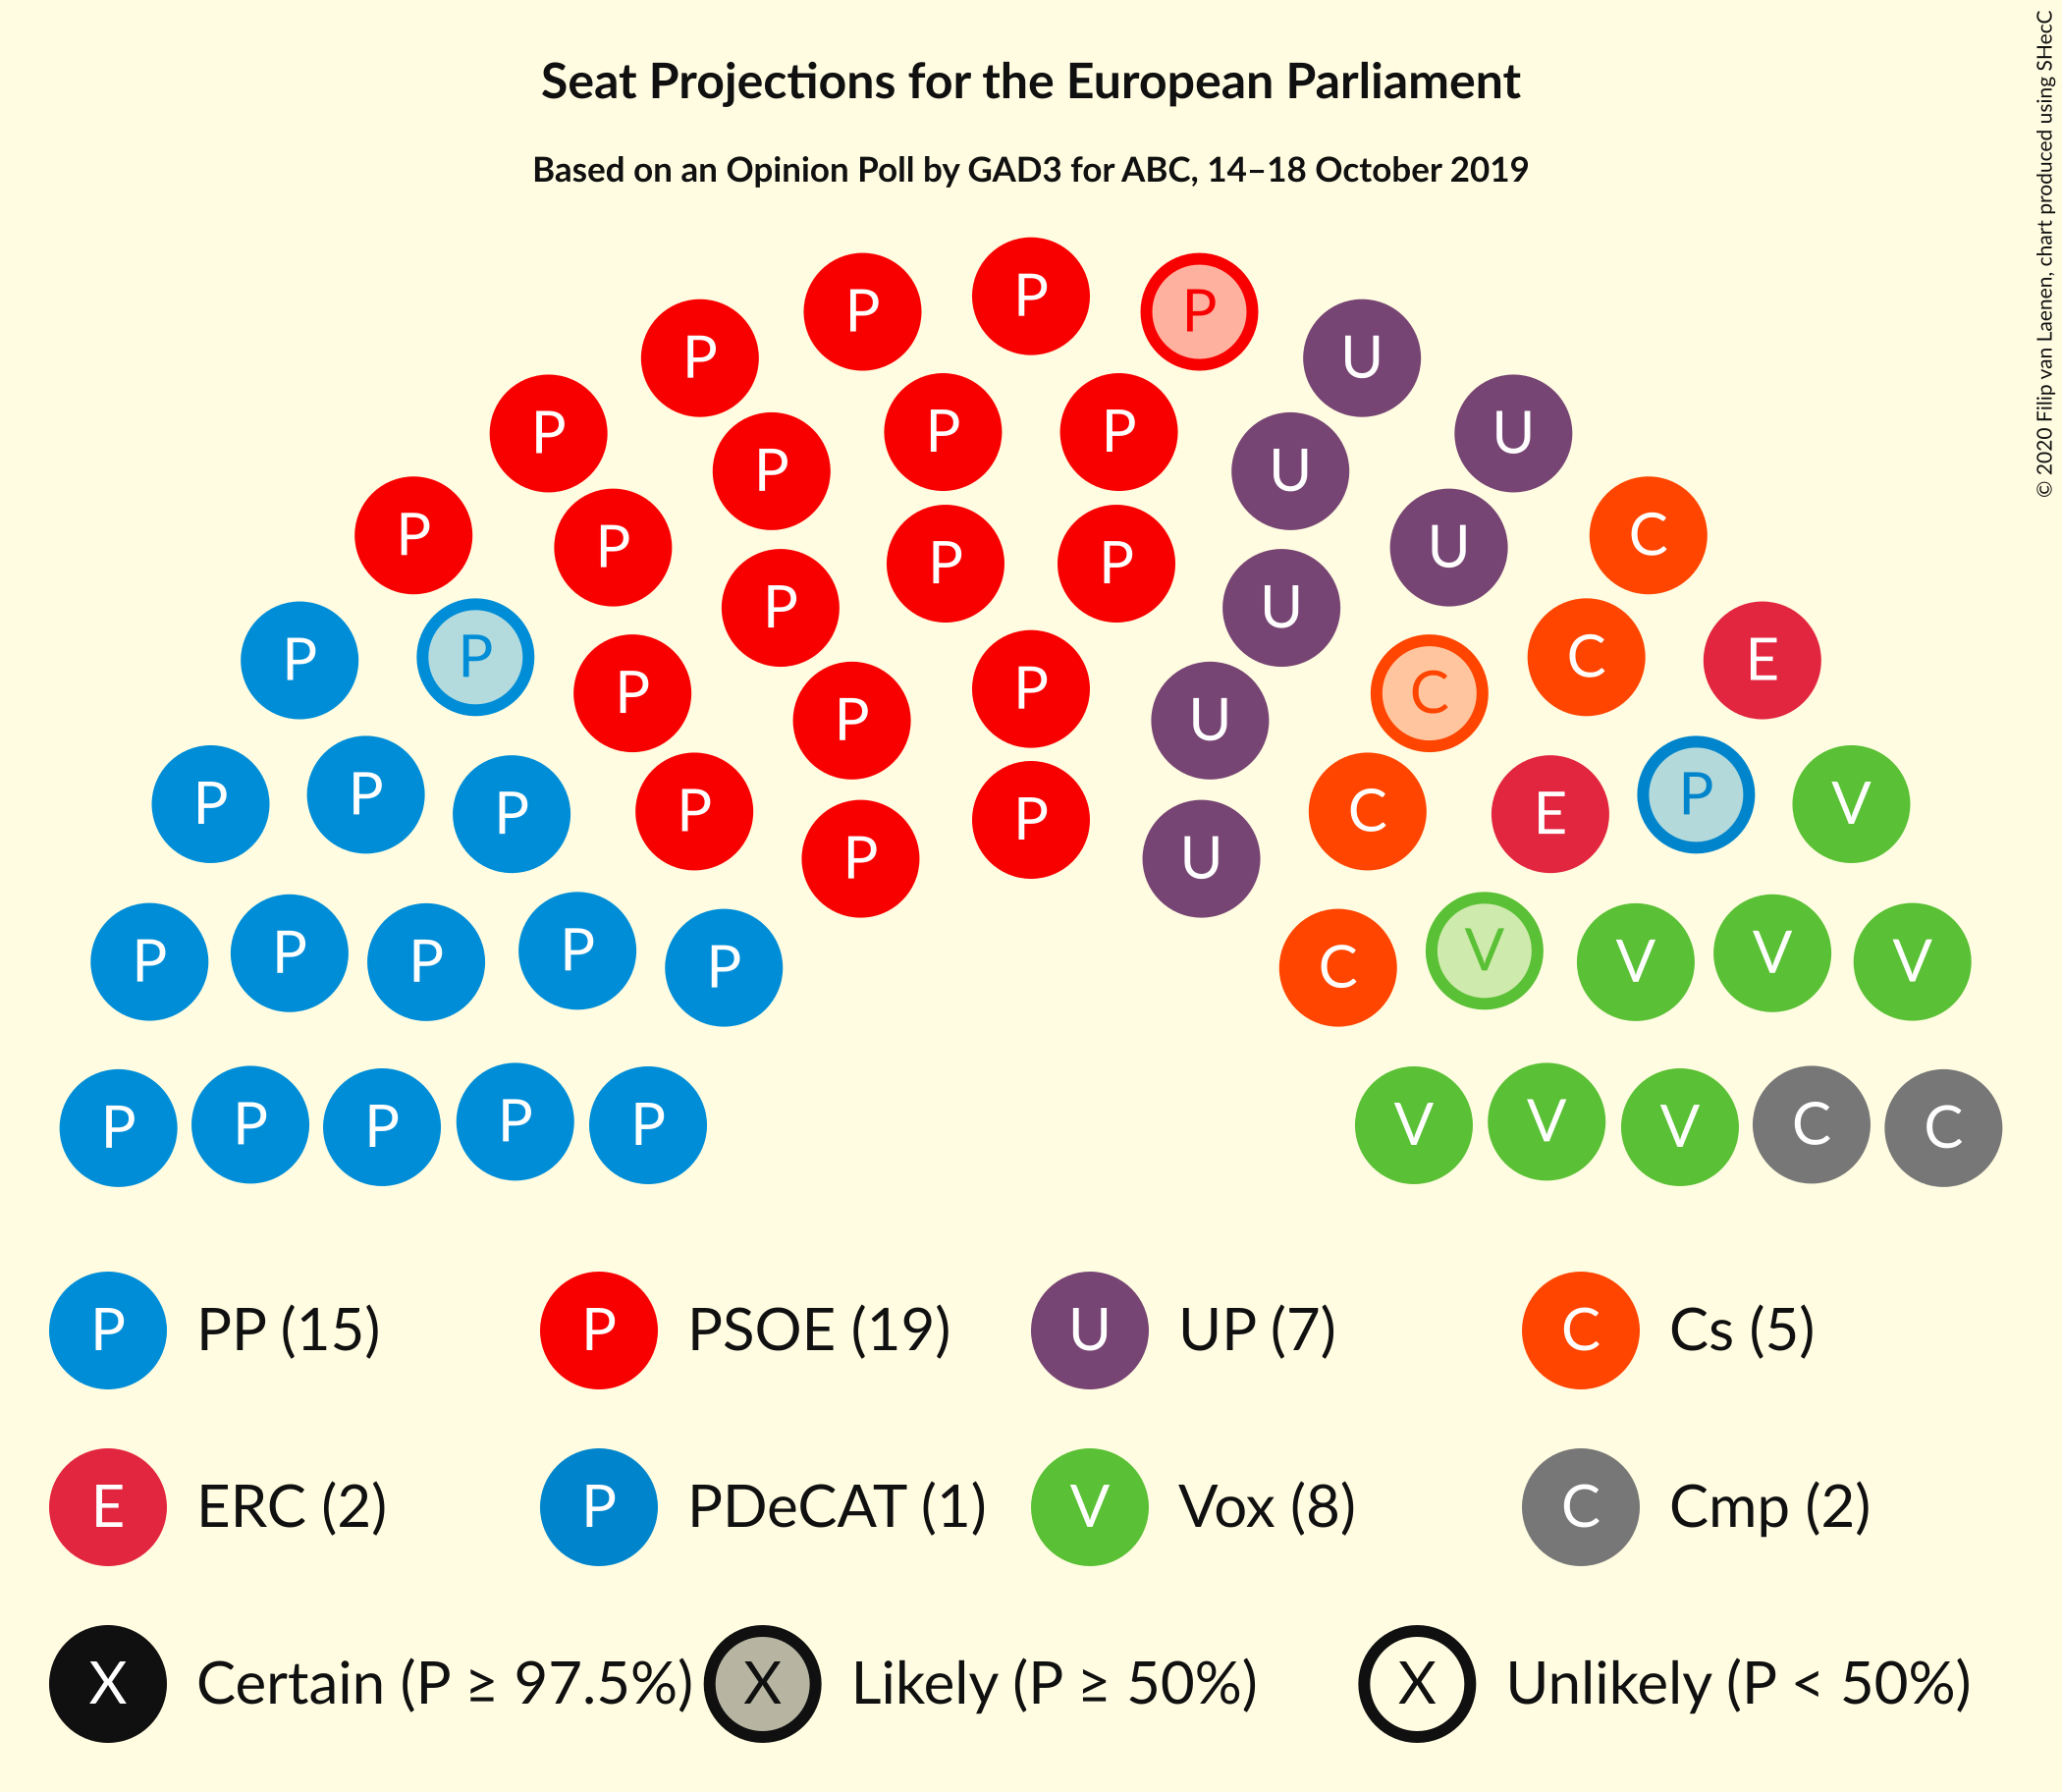 Seat Projections for the European Parliament
Based on an Opinion Poll by GAD3 for ABC, 14–18 October 2019
© 2020 Filip van Laenen, chart produced using SHecC
P
P P
P U
P P P U
P U
P P
P U
P P P U C
P
P P C
P P E
P P C
P P U
P P P V
P P C E
P P U
P P P P P C V V V V
P P P P P V V V C C
P PP (15) P PSOE (19) U UP (7) C Cs (5)
E ERC (2) P PDeCAT (1) V Vox (8) C Cmp (2)
X Certain (P ≥ 97.5%) X Likely (P ≥ 50%) X Unlikely (P < 50%)